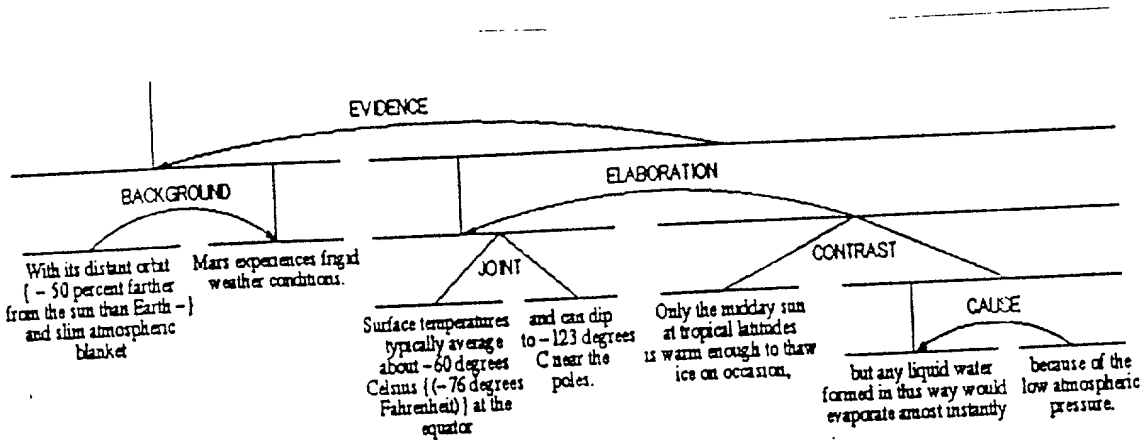 EVIDENCE
BACKGROUND
ELABORATION
With its distant orbit
{ – 50 percent farther
from the sun than Earth – }
and slim atmospheric
blanket
Mars experiences frigid
weather conditions.
JOINT
CONTRAST
Surface temperatures
typically average
about –60 degrees
Celsius {(–76 degrees
Fahrenheit)} at the
equator
and can dip
to –123 degrees
C near the
poles.
Only the midday sun
at tropical latitudes
is warm enough to thaw
ice on occasion,
CAUSE
but any liquid water
formed in this way would
evaporate amost instantly
because of the
low atmospheric
pressure.